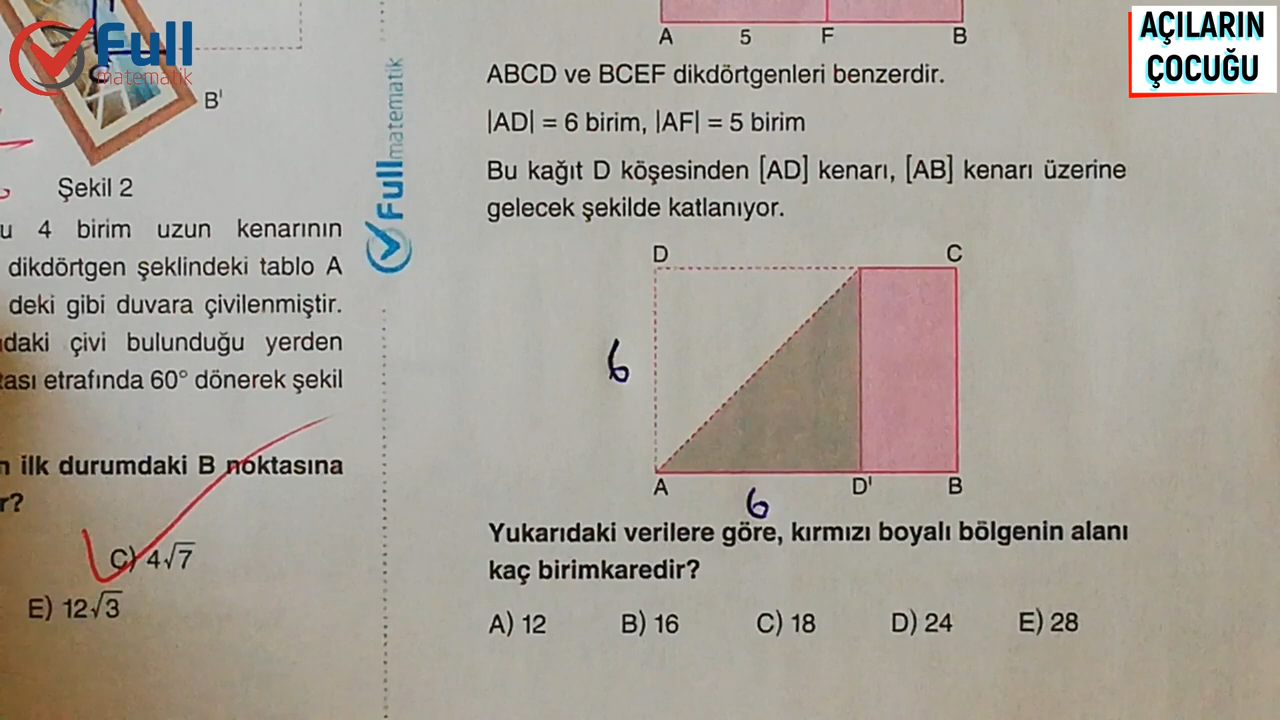 Full
matematik
B'
Şekil 2
u 4 birim uzun kenarının
dikdörtgen şeklindeki tablo A
deki gibi duvara çivilenmiştir.
daki çivi bulunduğu yerden
tası etrafında 60° dönerek şekil
n ilk durumdaki B noktasına
r?
C) 4√7
E) 12√3
Full matematik
A 5 F B
ABCD ve BCEF dikdörtgenleri benzerdir.
|AD| = 6 birim, |AF| = 5 birim
Bu kağıt D köşesinden [AD] kenarı, [AB] kenarı üzerine
gelecek şekilde katlanıyor.
D C
6
A D' B
6
Yukarıdaki verilere göre, kırmızı boyalı bölgenin alanı
kaç birimkaredir?
A) 12 B) 16 C) 18 D) 24 E) 28
AÇILARIN
ÇOCUĞU